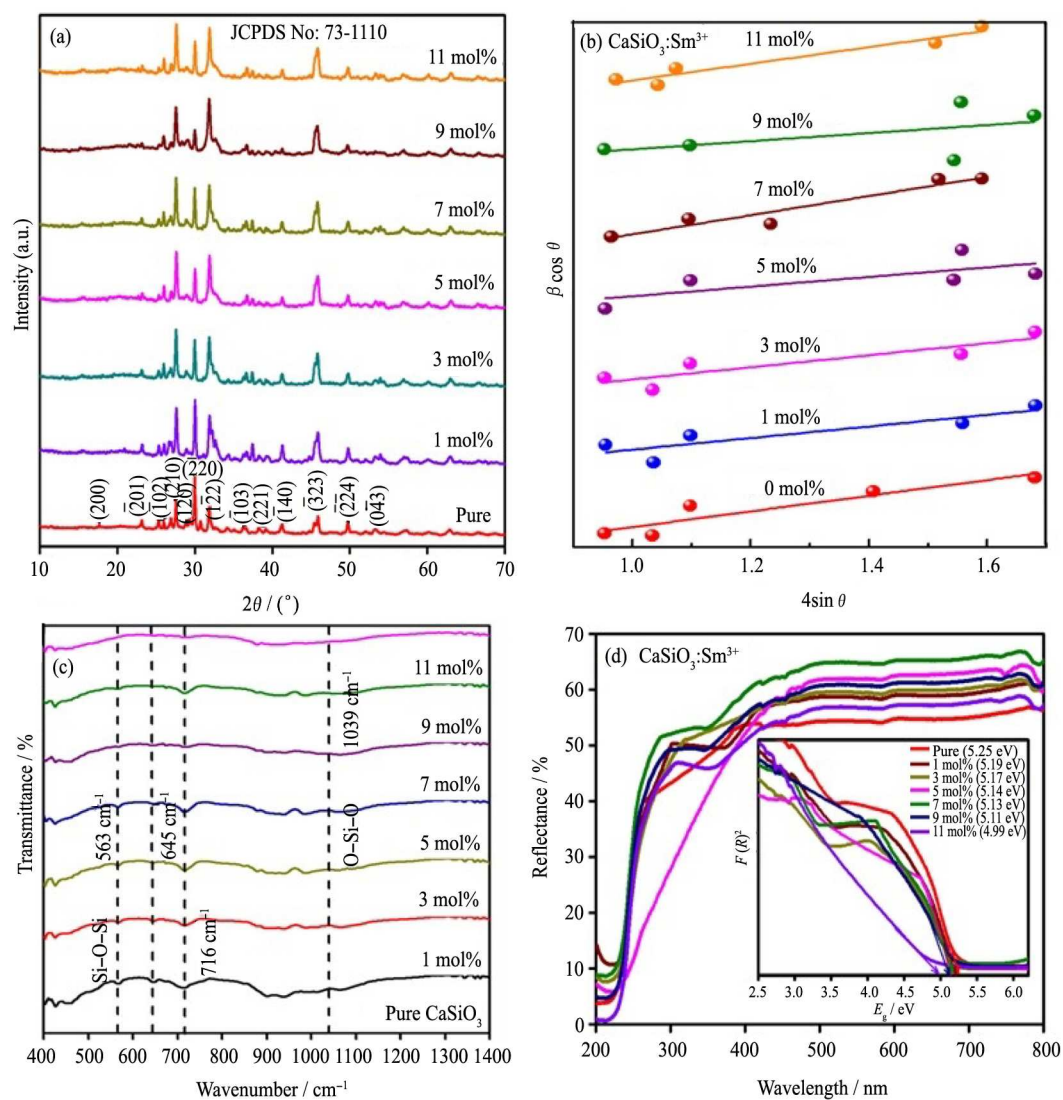 (a)
JCPDS No: 73-1110
11 mol%
9 mol%
7 mol%
5 mol%
3 mol%
1 mol%
Pure
(200)
(2̄01)
(1̄02)
(2̄10)
(120)
(220)
(1̄22)
(1̄03)
(2̄21)
(1̄40)
(3̄23)
(2̄24)
(0̄43)
Intensity (a.u.)
10 20 30 40 50 60 70
2θ / (°)
(b) CaSiO₃:Sm³⁺
11 mol%
9 mol%
7 mol%
5 mol%
3 mol%
1 mol%
0 mol%
β cos θ
1.0 1.2 1.4 1.6
4sin θ
(c)
11 mol%
9 mol%
7 mol%
5 mol%
3 mol%
1 mol%
Pure CaSiO₃
Si–O–Si
563 cm⁻¹
645 cm⁻¹
716 cm⁻¹
O–Si–O
1039 cm⁻¹
Transmittance / %
400 500 600 700 800 900 1000 1100 1200 1300 1400
Wavenumber / cm⁻¹
(d) CaSiO₃:Sm³⁺
70
60
50
40
30
20
10
0
Reflectance / %
200 300 400 500 600 700 800
Wavelength / nm
Pure (5.25 eV)
1 mol% (5.19 eV)
3 mol% (5.17 eV)
5 mol% (5.14 eV)
7 mol% (5.13 eV)
9 mol% (5.11 eV)
11 mol% (4.99 eV)
F (R)²
2.5 3.0 3.5 4.0 4.5 5.0 5.5 6.0
E_g / eV